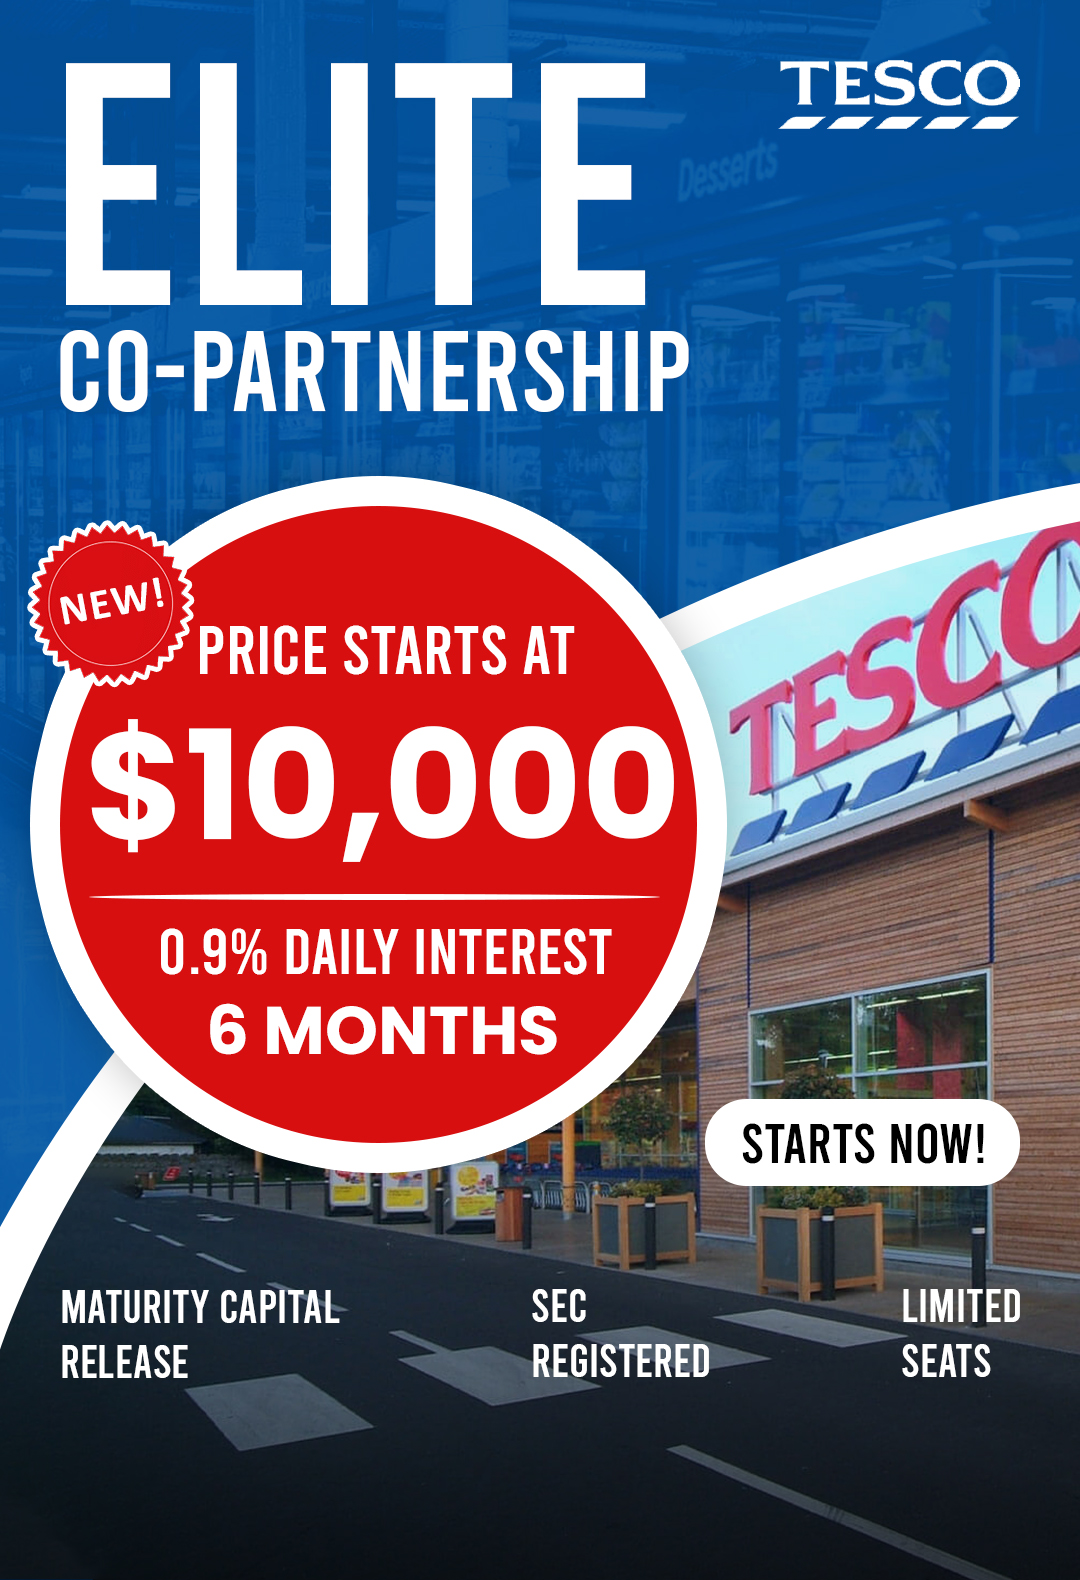 ELITE
TESCO
Desserts
CO-PARTNERSHIP
NEW!
PRICE STARTS AT
$10,000
0.9% DAILY INTEREST
6 MONTHS
TESCO
STARTS NOW!
MATURITY CAPITAL
RELEASE
SEC
REGISTERED
LIMITED
SEATS